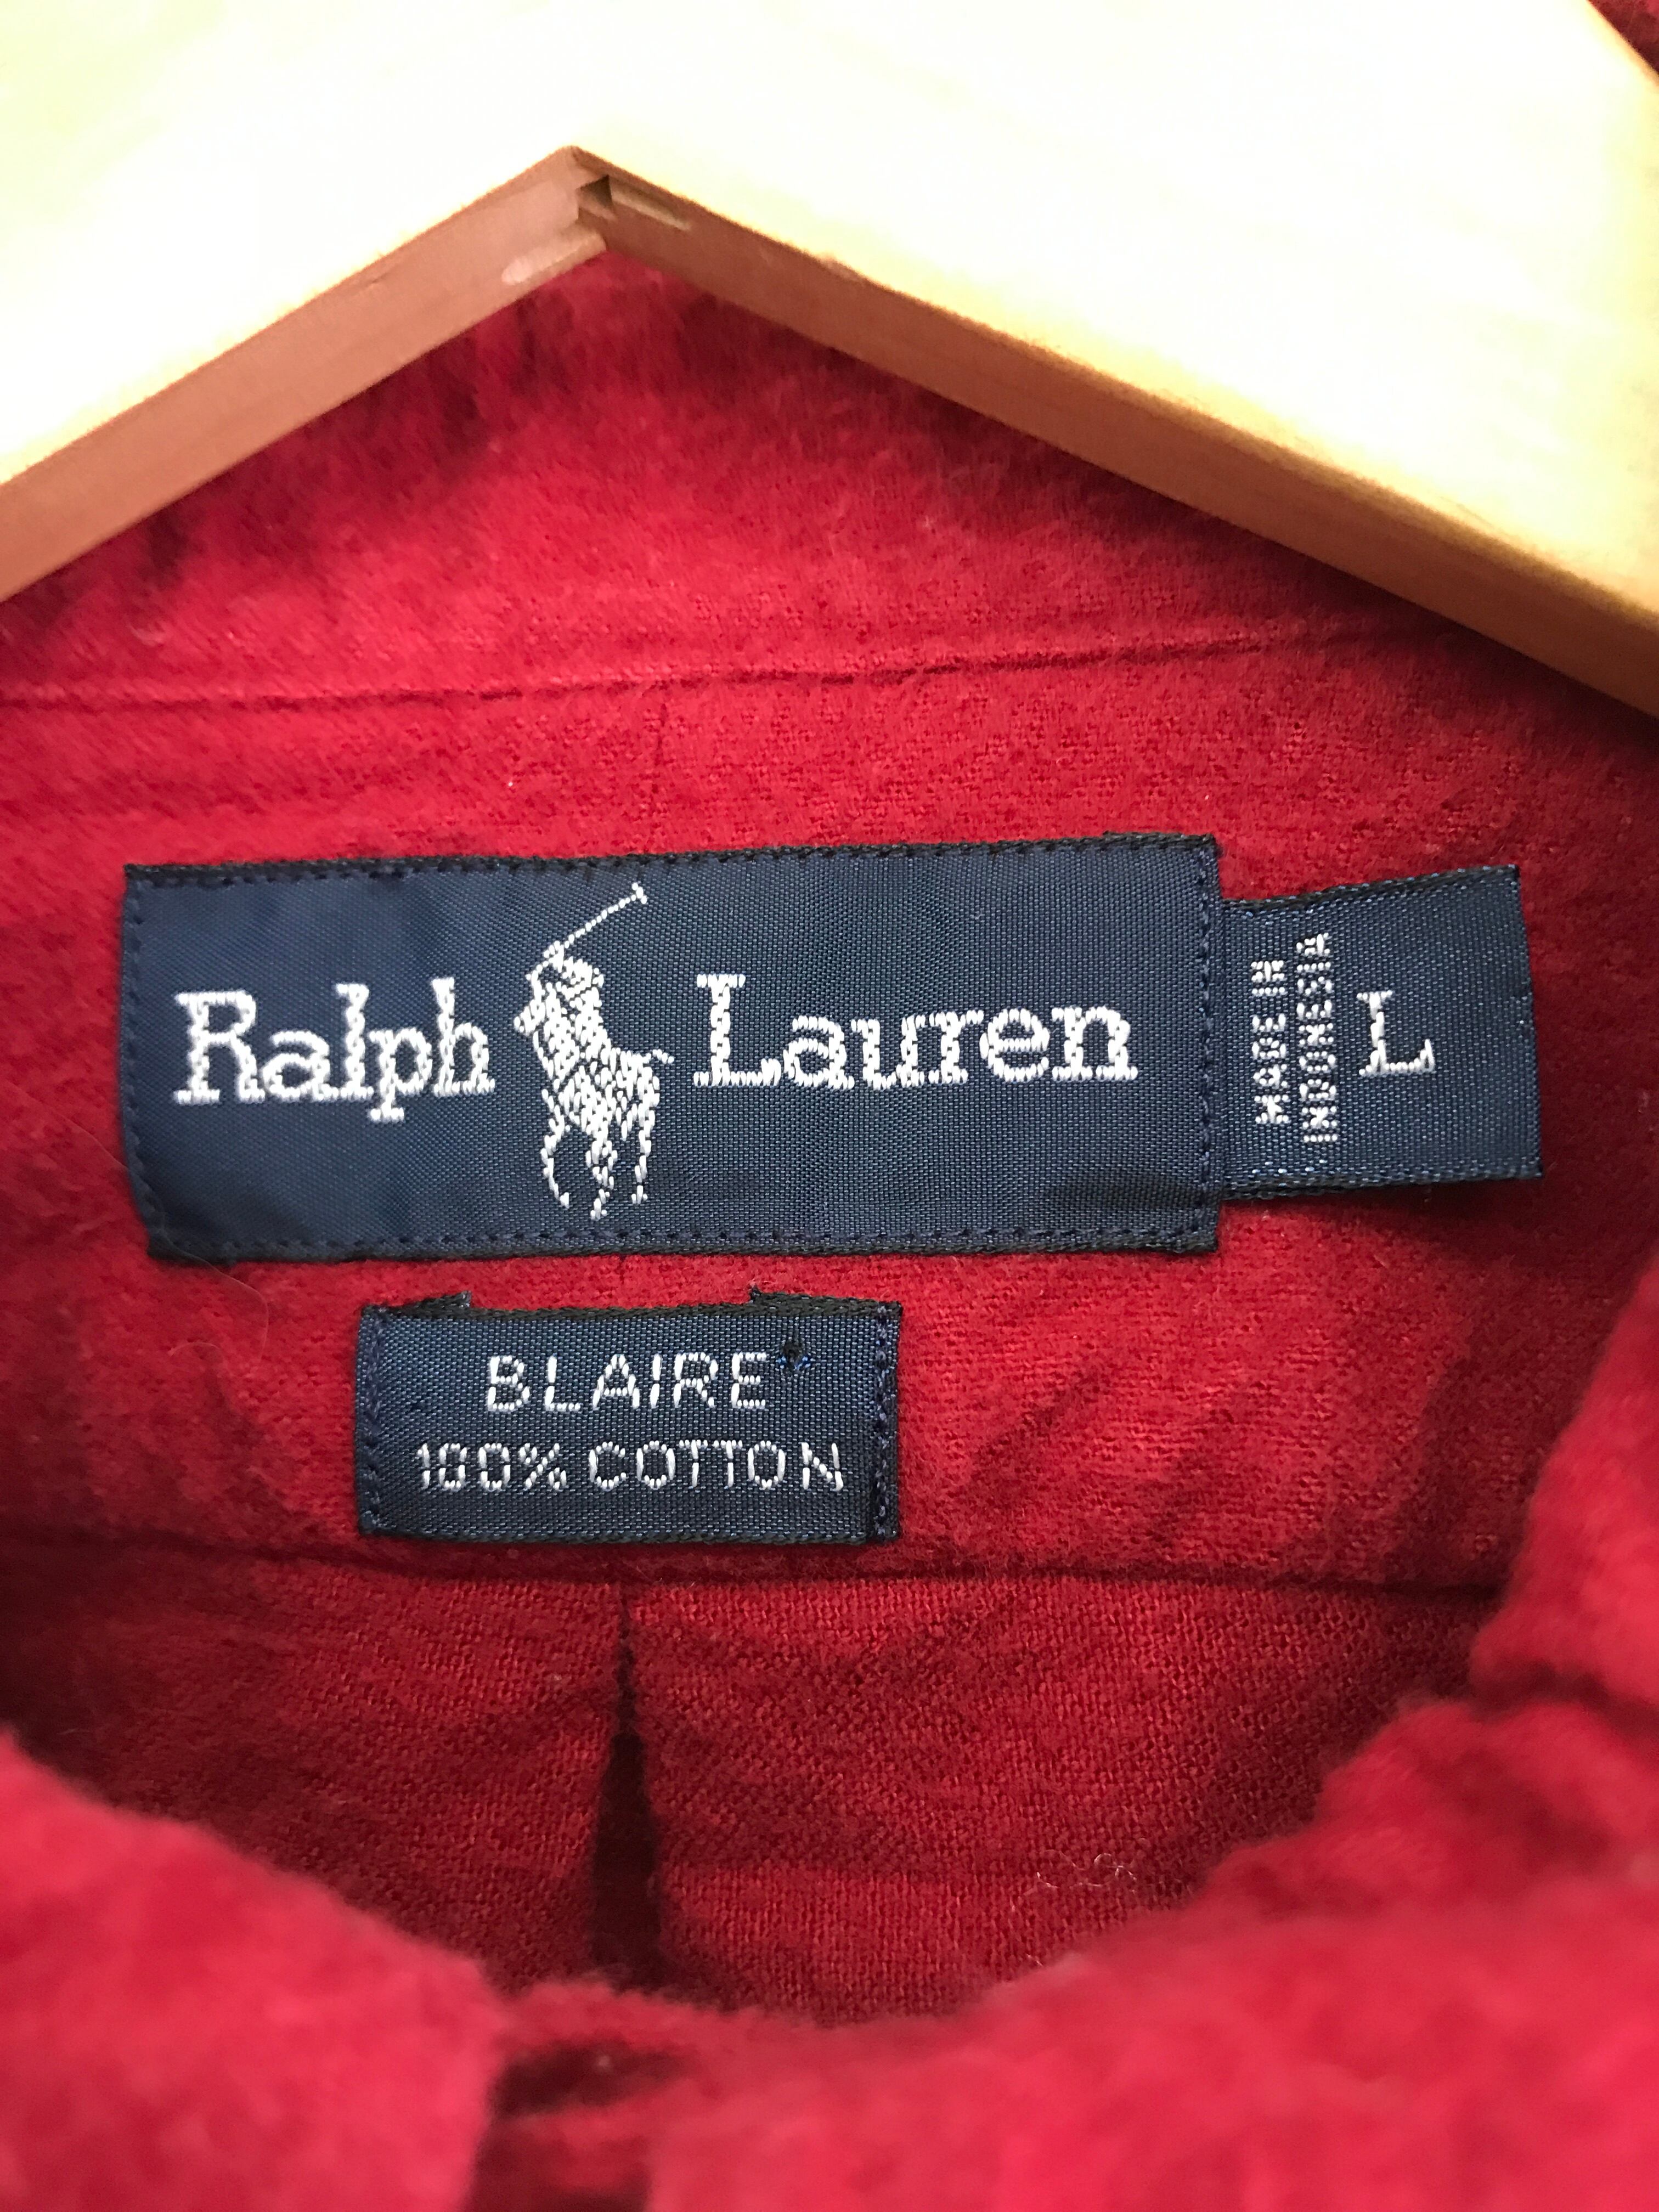 Ralph Lauren
MADE IN
INDONESIA
L
BLAIRE
100% COTTON